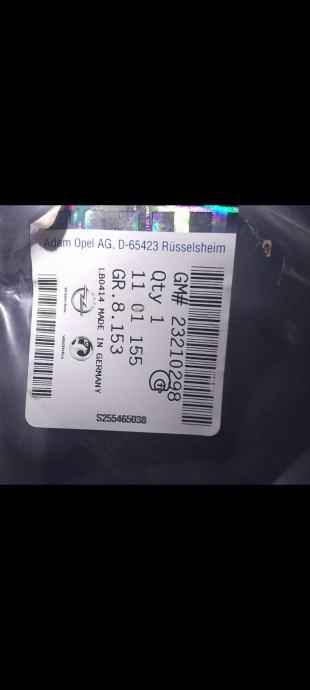 Adam Opel AG, D-65423 Rüsselsheim
GM# 23210298
Qty 1
11 01 155
GR.8.153
LB0414 MADE IN GERMANY
VAUXHALL
S255465038